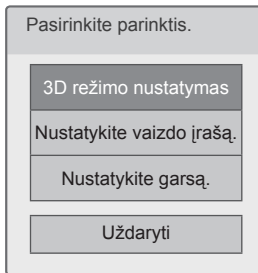 Pasirinkite parinktis.
3D režimo nustatymas
Nustatykite vaizdo įrašą.
Nustatykite garsą.
Uždaryti